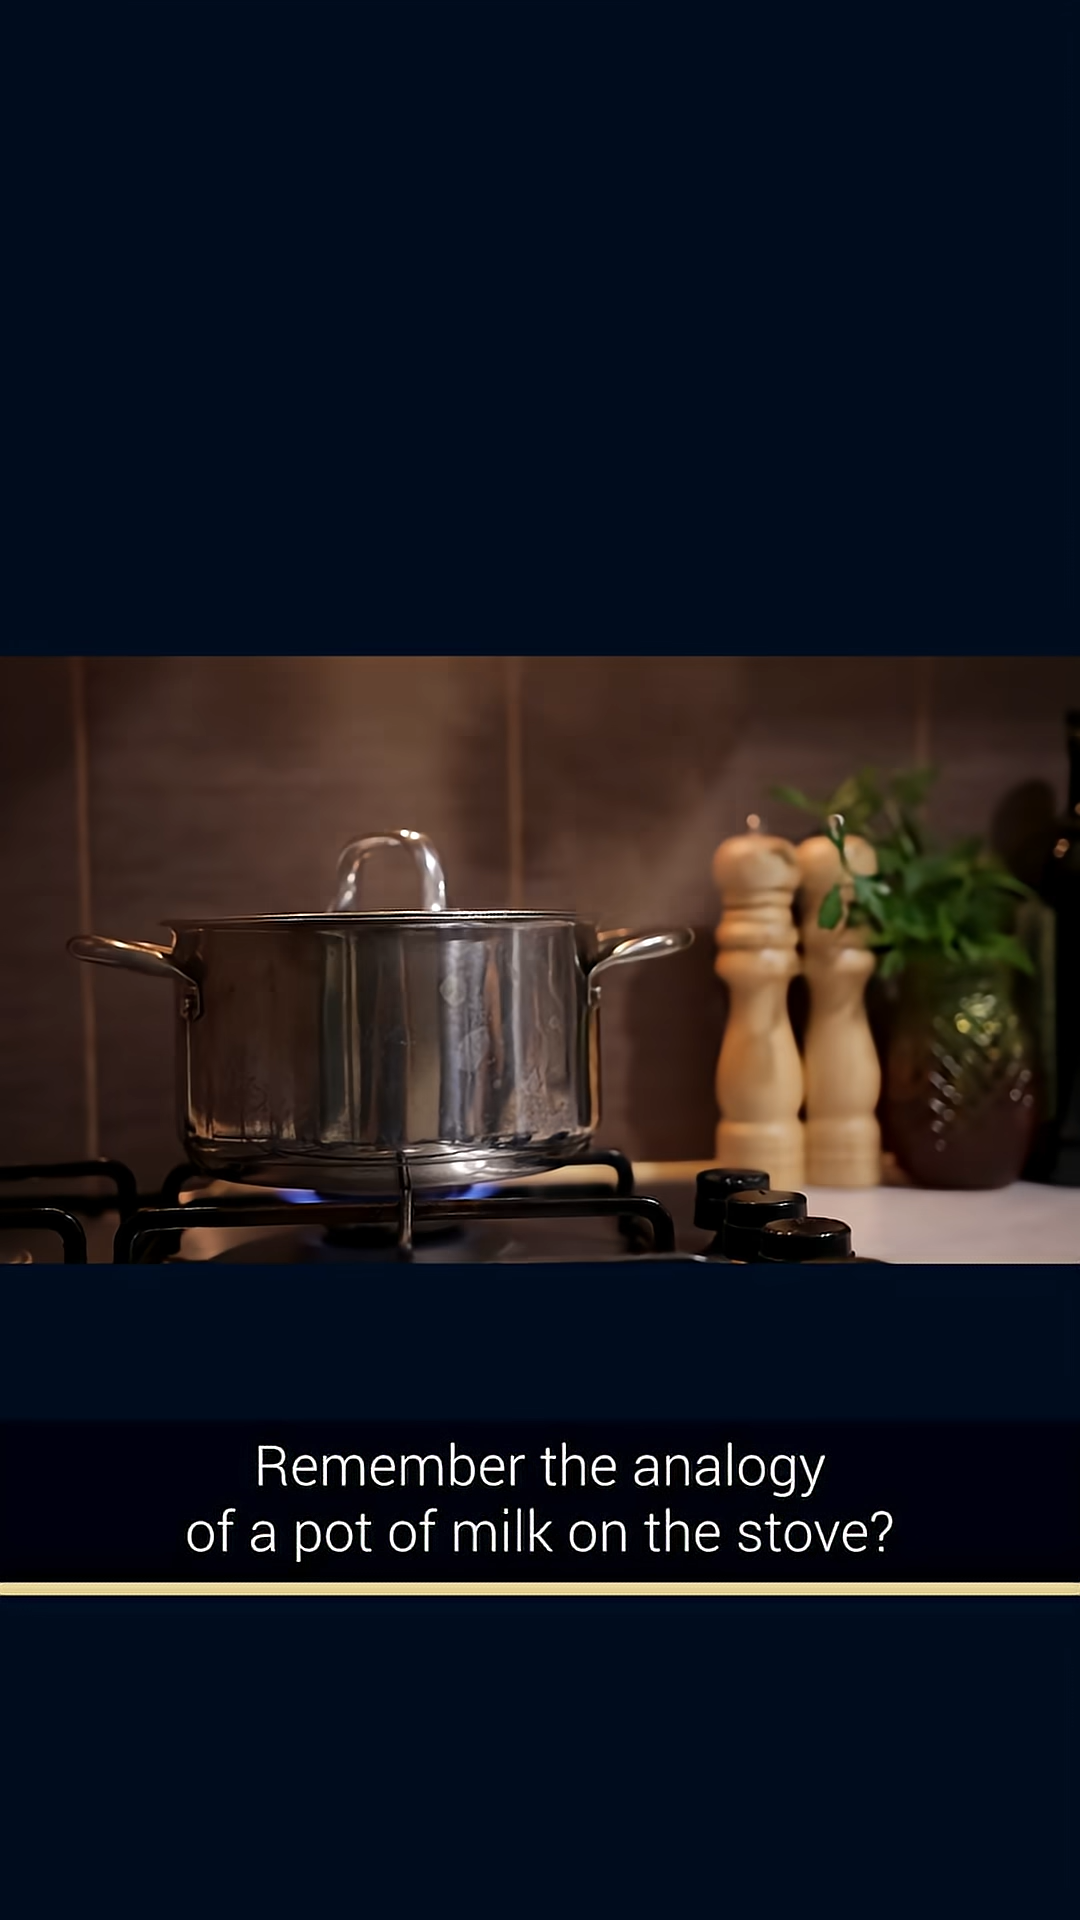 Remember the analogy
of a pot of milk on the stove?